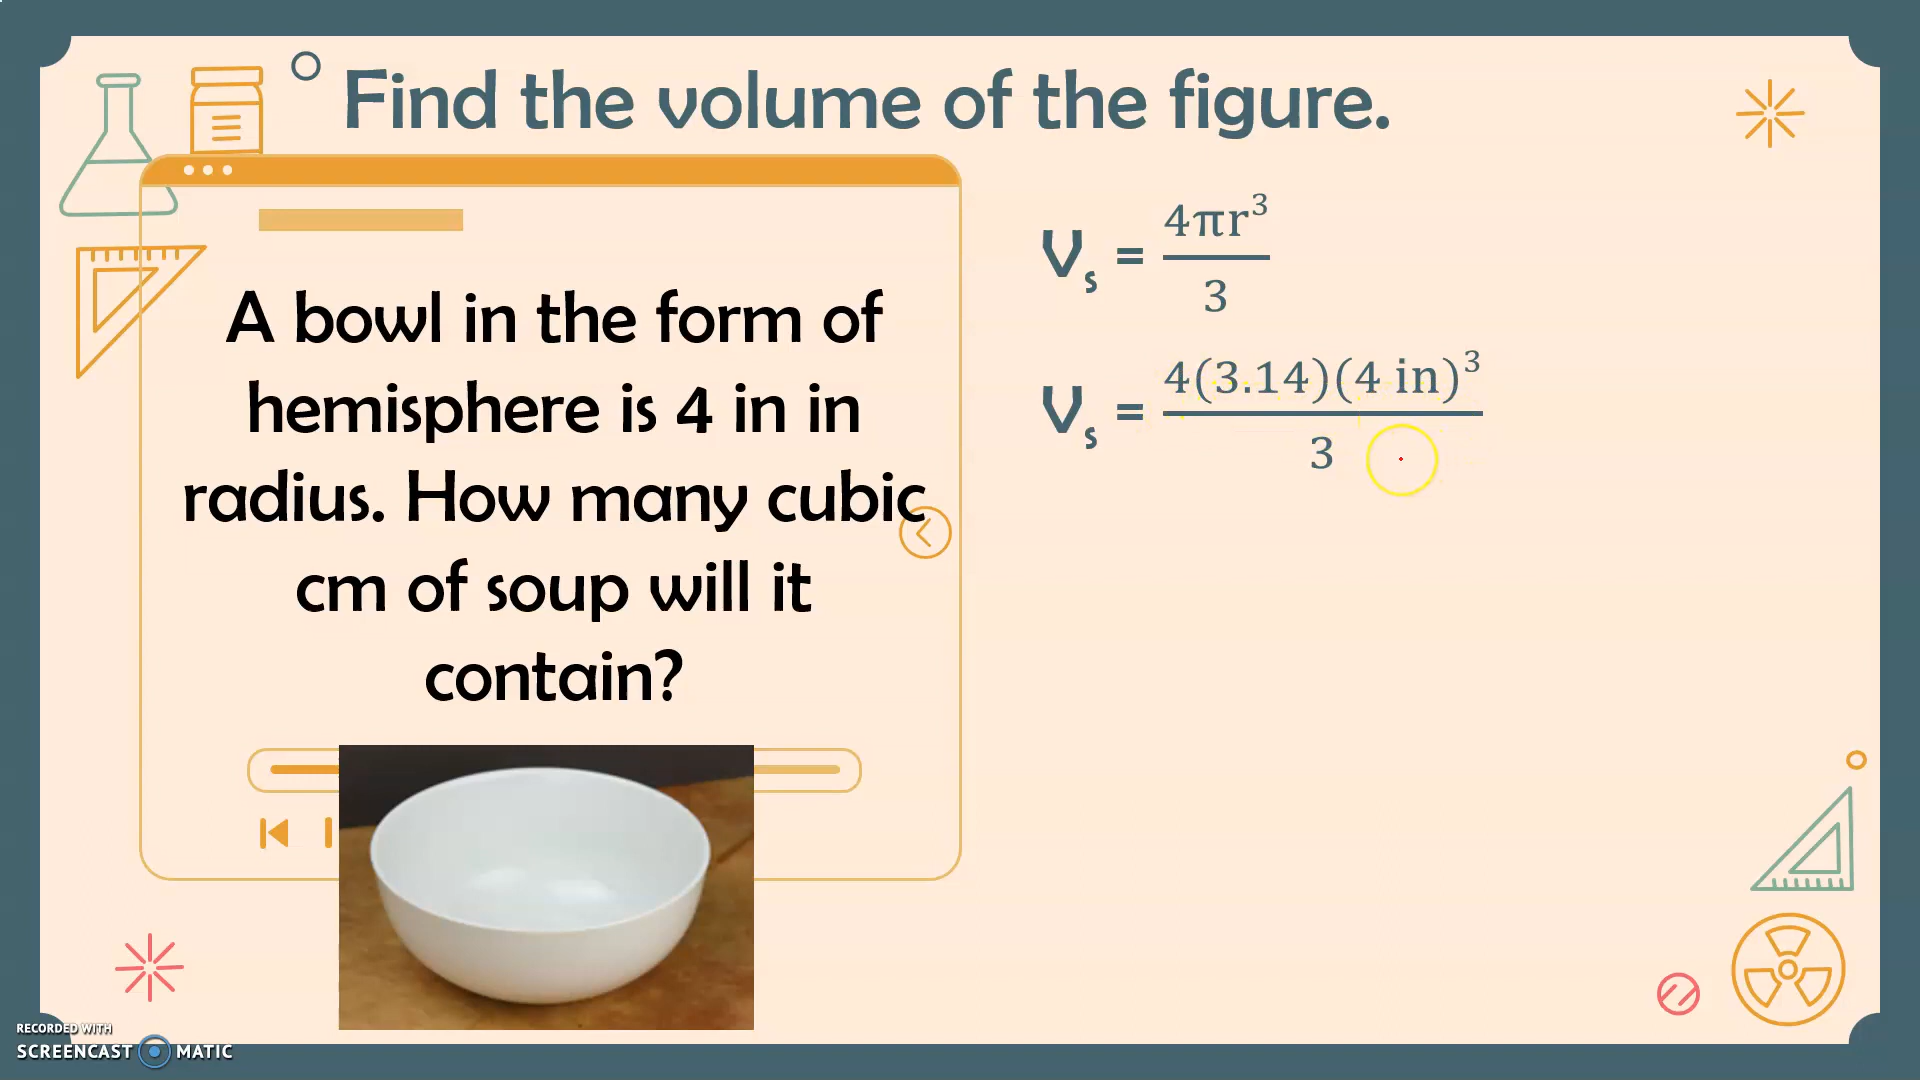 Find the volume of the figure.
A bowl in the form of
hemisphere is 4 in in
radius. How many cubic
cm of soup will it
contain?
Vₛ = 4πr³ / 3
Vₛ = 4(3.14)(4 in)³ / 3
RECORDED WITH
SCREENCAST MATIC